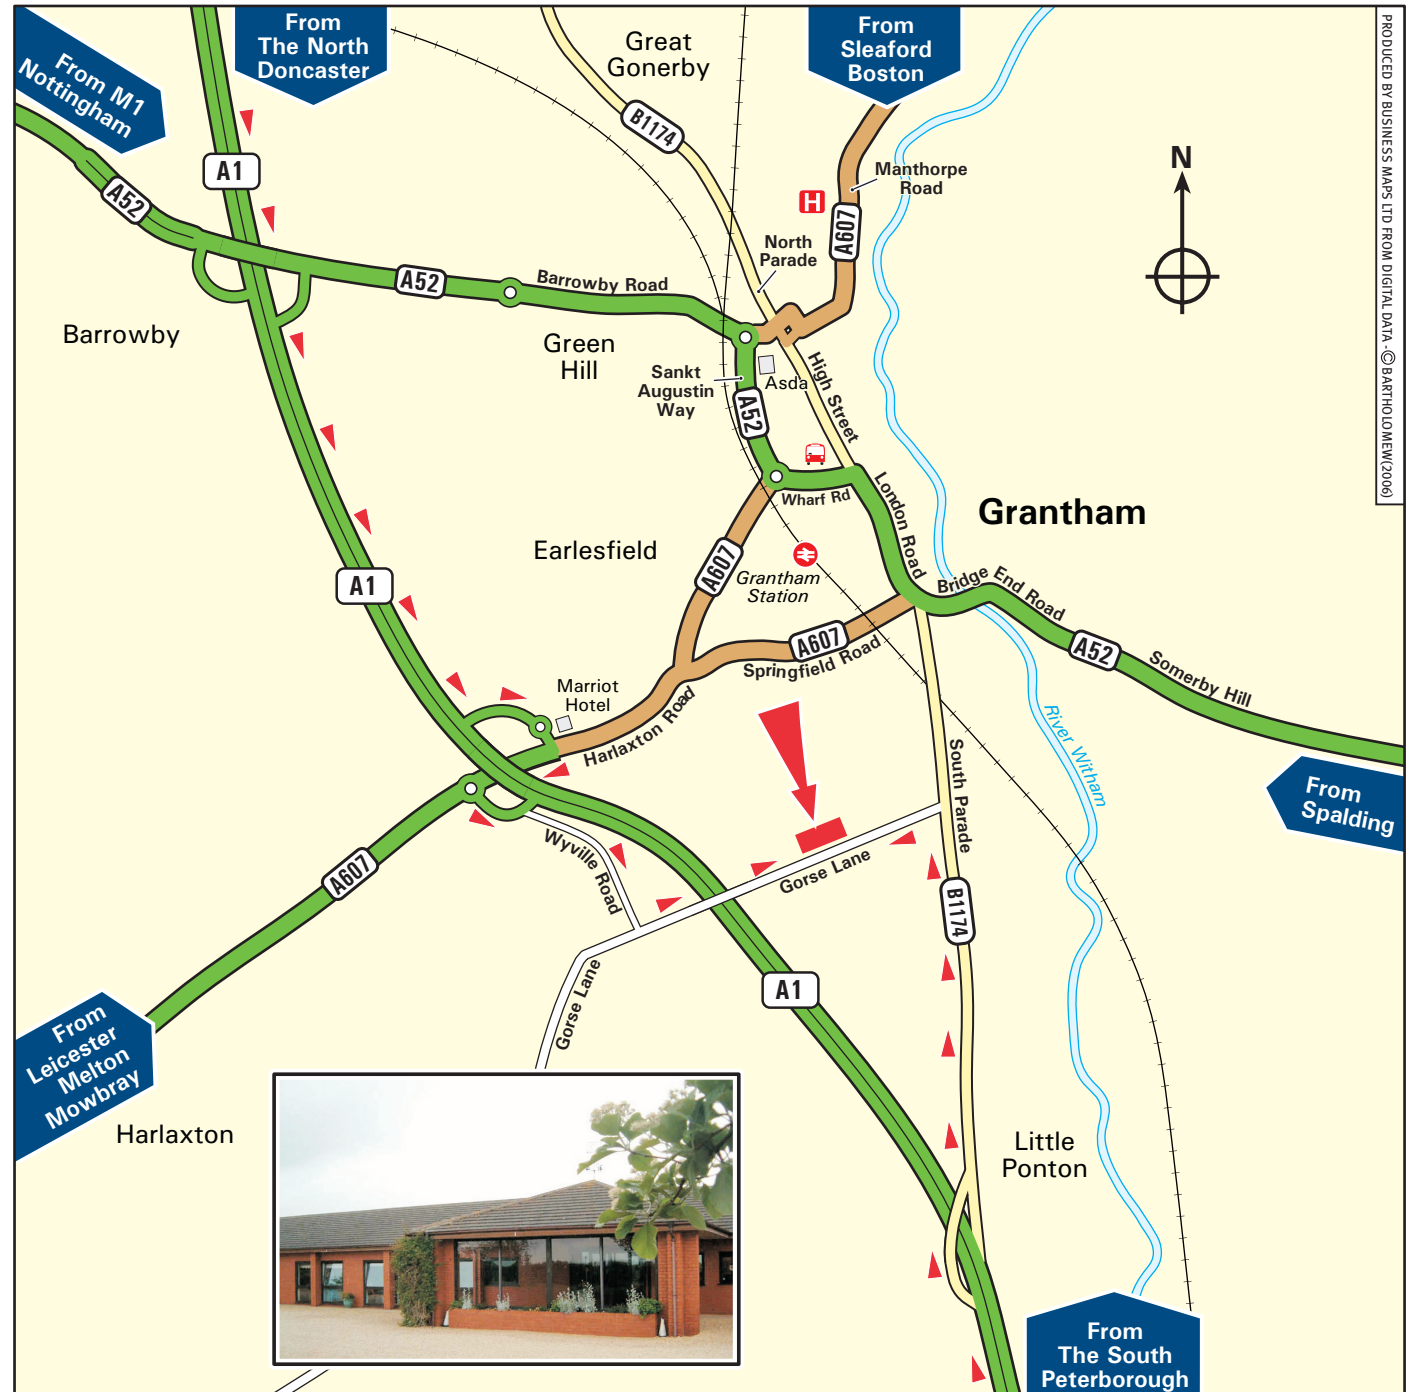 From
The North
Doncaster
Great
Gonerby
From
Sleaford
Boston
From M1
Nottingham
PRODUCED BY BUSINESS MAPS LTD FROM DIGITAL DATA - © BARTHOLOMEW(2006)
B1174
A1
Manthorpe
Road
N
H
A52
A607
North
Parade
A52
Barrowby Road
Barrowby
Green
Hill
Sankt
Augustin
Way
Asda
High Street
A52
Wharf Rd
London Road
Grantham
Earlesfield
A607
Grantham
Station
A1
Bridge End Road
A607
Springfield Road
A52
Somerby Hill
Marriot
Hotel
Harlaxton Road
River Witham
South Parade
From
Spalding
Wyville Road
Gorse Lane
A607
B1174
Gorse Lane
A1
From
Leicester
Melton
Mowbray
Harlaxton
Little
Ponton
From
The South
Peterborough